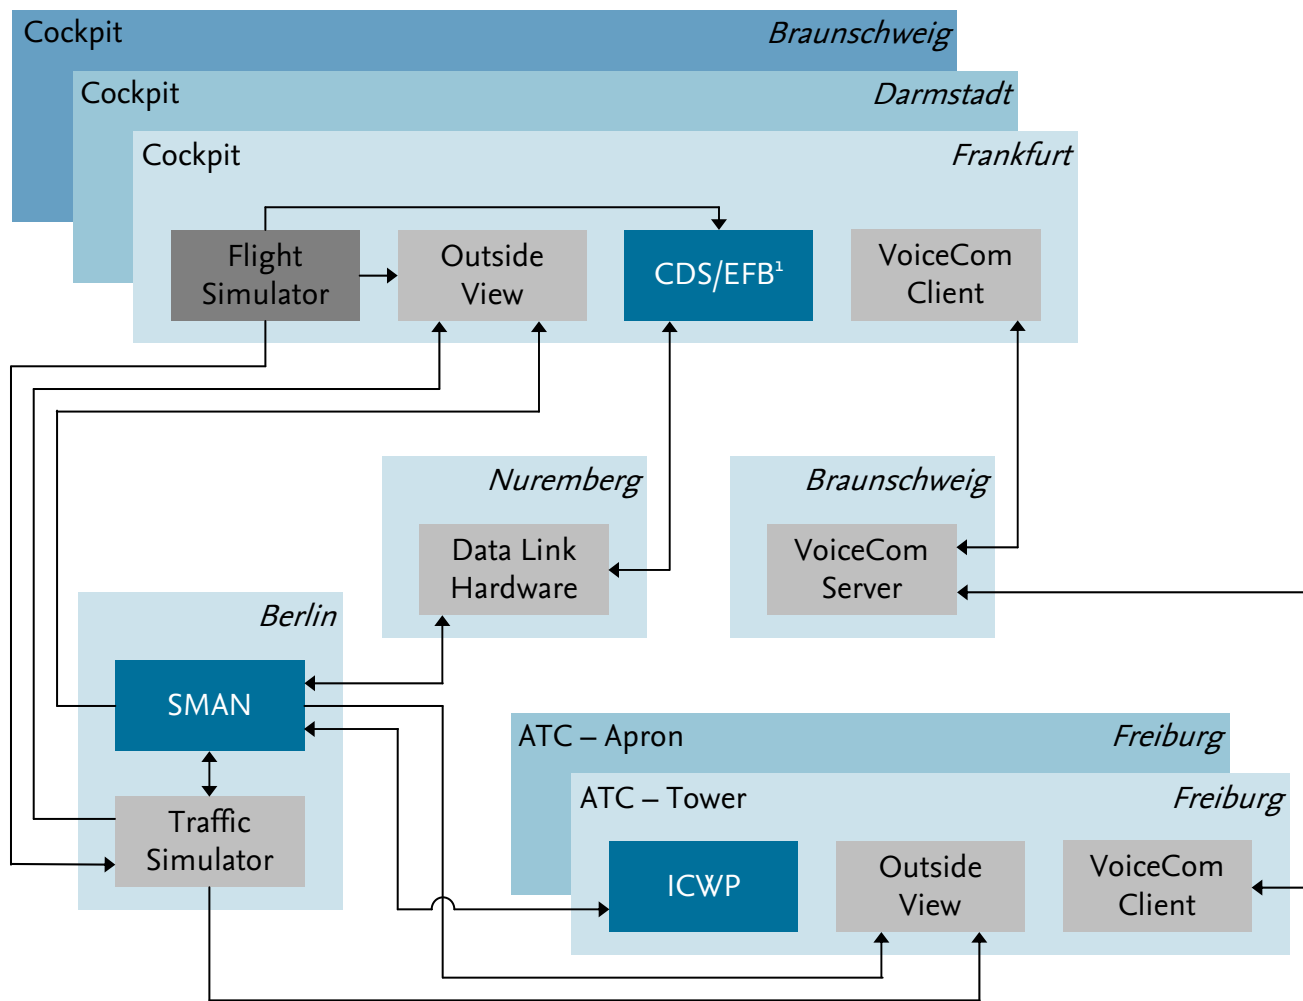 Cockpit
Braunschweig
Cockpit
Darmstadt
Cockpit
Frankfurt
Flight
Simulator
Outside
View
CDS/EFB¹
VoiceCom
Client
Nuremberg
Data Link
Hardware
Braunschweig
VoiceCom
Server
Berlin
SMAN
Traffic
Simulator
ATC – Apron
Freiburg
ATC – Tower
Freiburg
ICWP
Outside
View
VoiceCom
Client